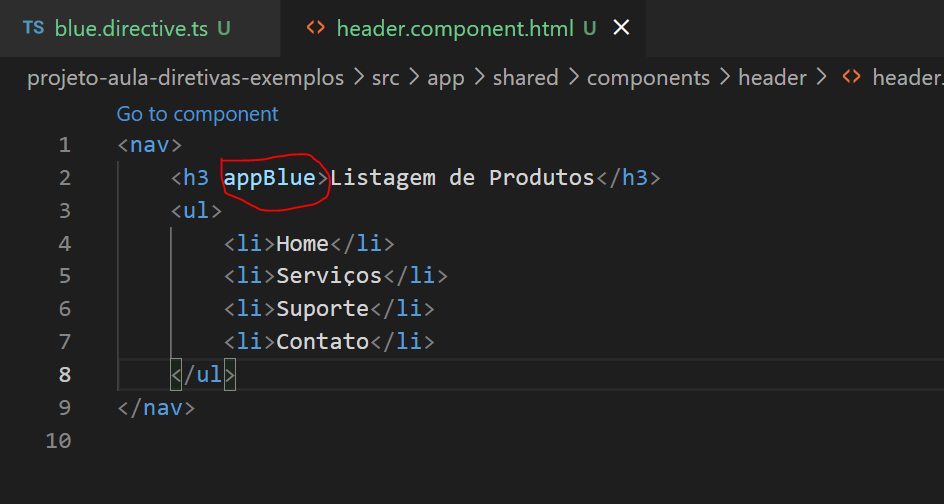 TS blue.directive.ts U <> header.component.html U ×
projeto-aula-diretivas-exemplos > src > app > shared > components > header > <> header.
Go to component
1 <nav>
2 <h3 appBlue>Listagem de Produtos</h3>
3 <ul>
4 <li>Home</li>
5 <li>Serviços</li>
6 <li>Suporte</li>
7 <li>Contato</li>
8 </ul>
9 </nav>
10